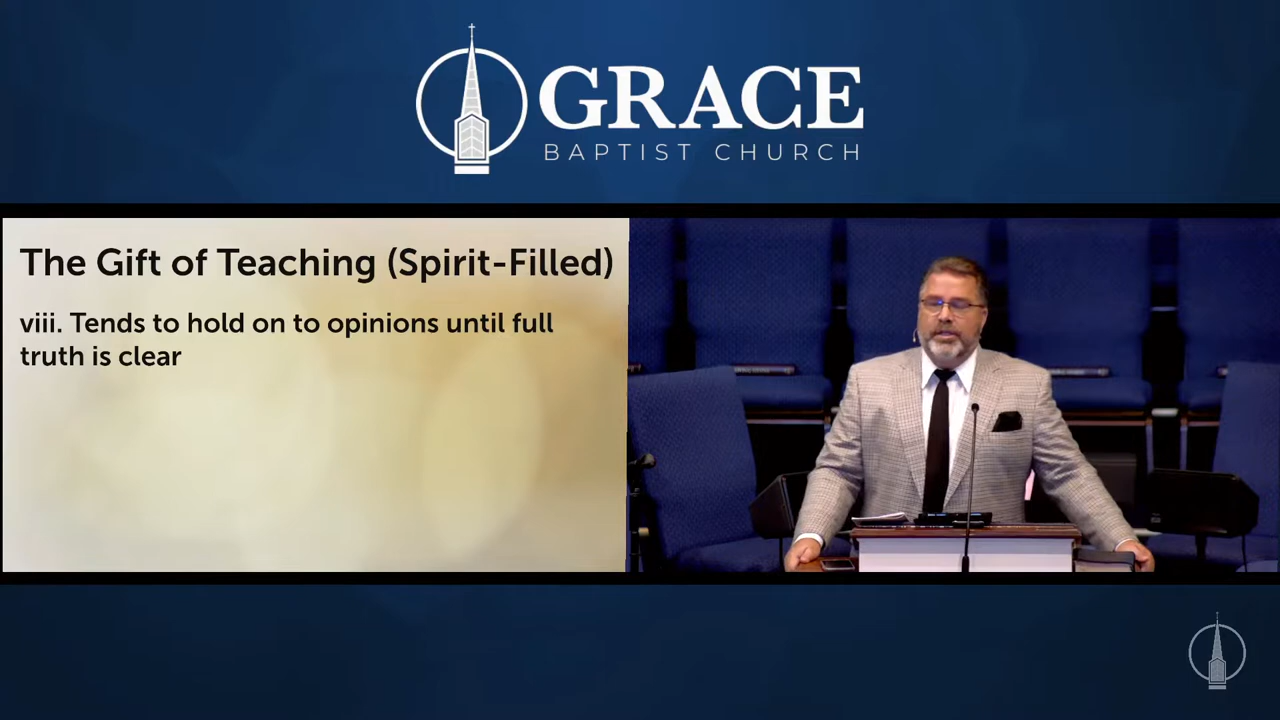 GRACE
BAPTIST CHURCH
The Gift of Teaching (Spirit-Filled)
viii. Tends to hold on to opinions until full
truth is clear